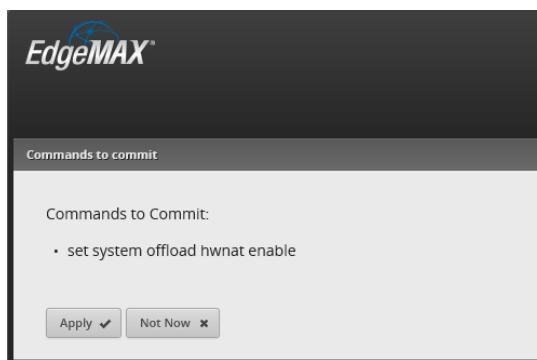 EdgeMAX
Commands to commit
Commands to Commit:
• set system offload hwnat enable
Apply ✔ Not Now ✖